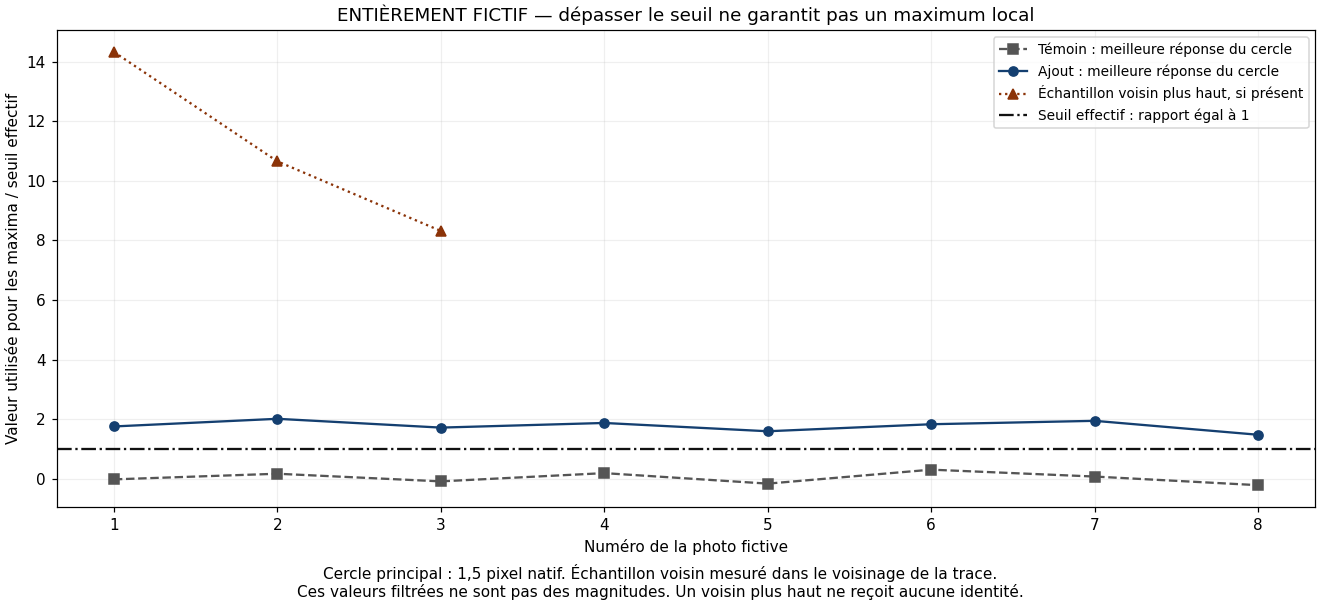 ENTIÈREMENT FICTIF — dépasser le seuil ne garantit pas un maximum local
Valeur utilisée pour les maxima / seuil effectif
14
12
10
8
6
4
2
0
Témoin : meilleure réponse du cercle
Ajout : meilleure réponse du cercle
Échantillon voisin plus haut, si présent
Seuil effectif : rapport égal à 1
1 2 3 4 5 6 7 8
Numéro de la photo fictive
Cercle principal : 1,5 pixel natif. Échantillon voisin mesuré dans le voisinage de la trace.
Ces valeurs filtrées ne sont pas des magnitudes. Un voisin plus haut ne reçoit aucune identité.